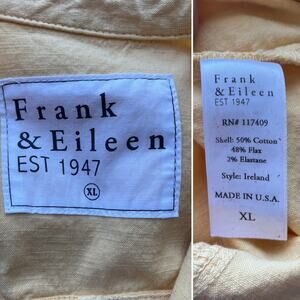 Frank
& Eileen
EST 1947
XL
Frank
& Eileen
EST 1947
RN# 117409
Shell: 50% Cotton
48% Flax
2% Elastane
Style: Ireland
MADE IN U.S.A.
XL